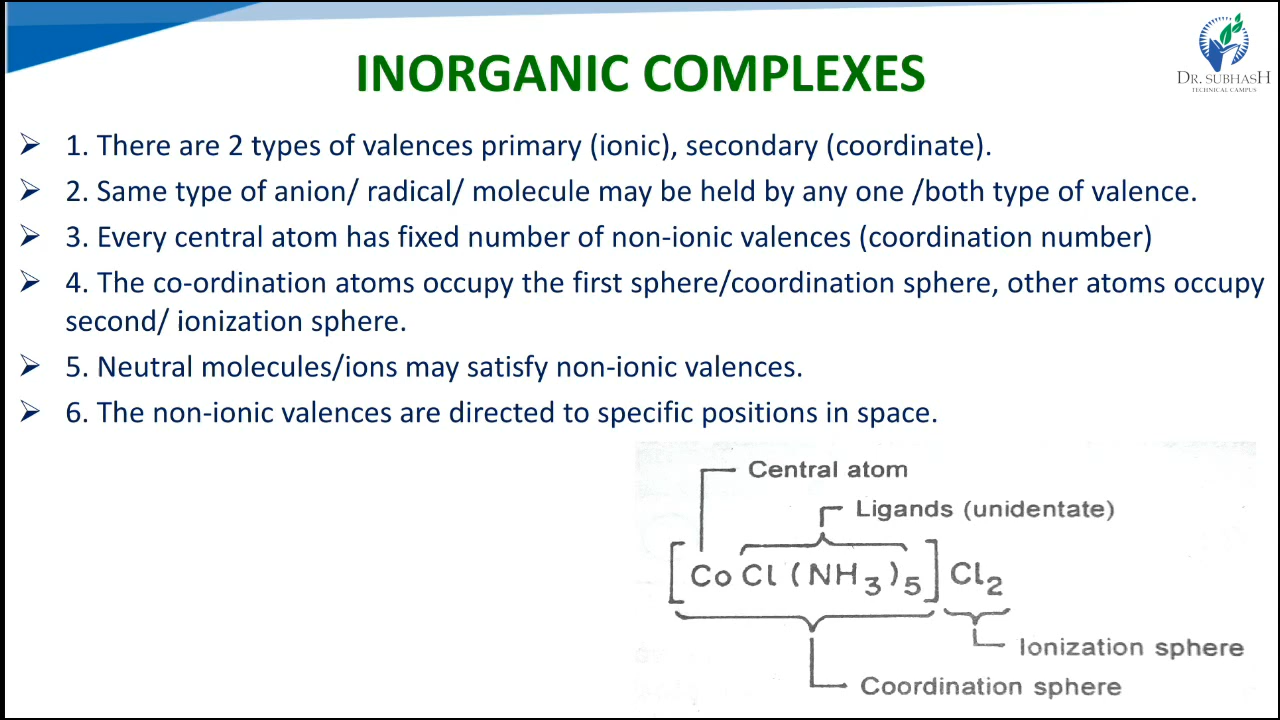 INORGANIC COMPLEXES
DR. SUBHASH
TECHNICAL CAMPUS
➢ 1. There are 2 types of valences primary (ionic), secondary (coordinate).
➢ 2. Same type of anion/ radical/ molecule may be held by any one /both type of valence.
➢ 3. Every central atom has fixed number of non-ionic valences (coordination number)
➢ 4. The co-ordination atoms occupy the first sphere/coordination sphere, other atoms occupy
second/ ionization sphere.
➢ 5. Neutral molecules/ions may satisfy non-ionic valences.
➢ 6. The non-ionic valences are directed to specific positions in space.
Central atom
Ligands (unidentate)
[Co Cl (NH₃)₅] Cl₂
Ionization sphere
Coordination sphere